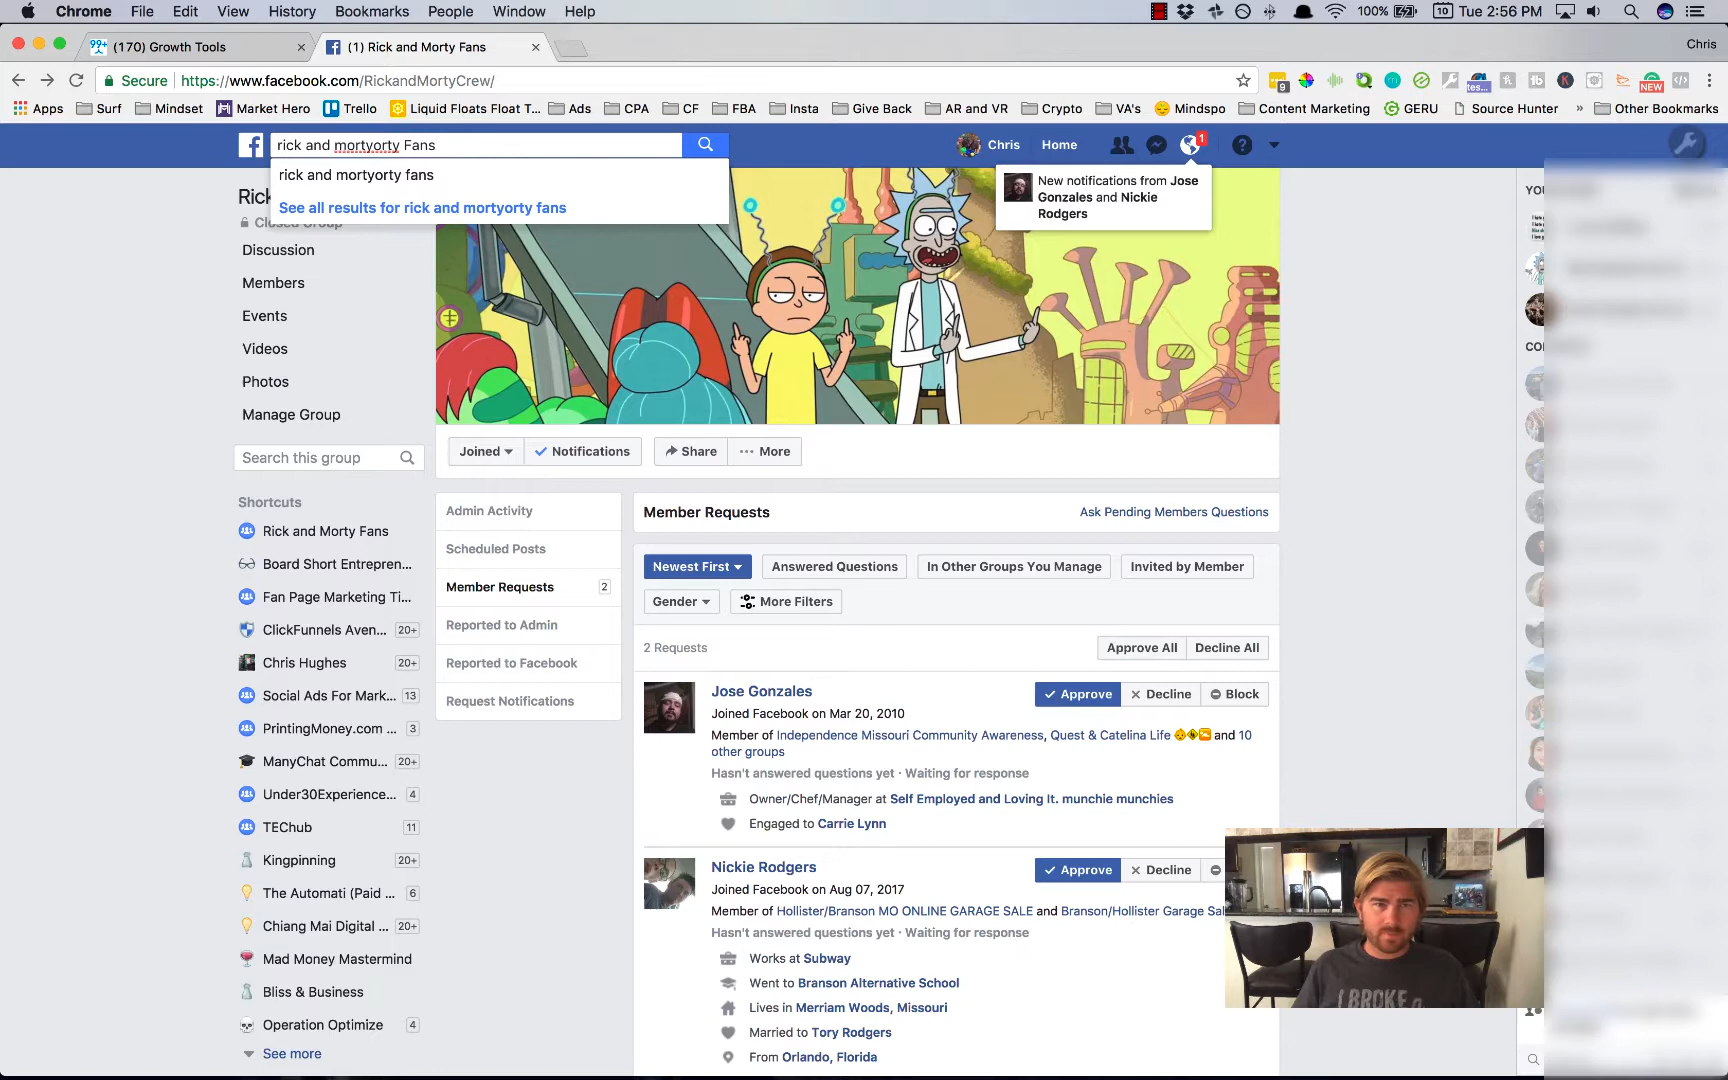 Chrome File Edit View History Bookmarks People Window Help 100% 10 Tue 2:56 PM
99+ (170) Growth Tools × (1) Rick and Morty Fans × Chris
Secure https://www.facebook.com/RickandMortyCrew/ 9 tes... NEW
Apps Surf Mindset Market Hero Trello Liquid Floats Float T... Ads CPA CF FBA Insta Give Back AR and VR Crypto VA's Mindspo Content Marketing GERU Source Hunter » Other Bookmarks
rick and mortyorty Fans
Chris Home 1
rick and mortyorty fans
See all results for rick and mortyorty fans
New notifications from Jose
Gonzales and Nickie
Rodgers
Closed Group
Discussion
Members
Events
Videos
Photos
Manage Group
Search this group
Joined Notifications Share More
Shortcuts
Rick and Morty Fans
Board Short Entrepren...
Fan Page Marketing Ti...
ClickFunnels Aven... 20+
Chris Hughes 20+
Social Ads For Mark... 13
PrintingMoney.com ... 3
ManyChat Commu... 20+
Under30Experience... 4
TEChub 11
Kingpinning 20+
The Automati (Paid ... 6
Chiang Mai Digital ... 20+
Mad Money Mastermind
Bliss & Business
Operation Optimize 4
See more
Admin Activity
Scheduled Posts
Member Requests 2
Reported to Admin
Reported to Facebook
Request Notifications
Member Requests Ask Pending Members Questions
Newest First Answered Questions In Other Groups You Manage Invited by Member
Gender More Filters
2 Requests Approve All Decline All
Jose Gonzales Approve Decline Block
Joined Facebook on Mar 20, 2010
Member of Independence Missouri Community Awareness, Quest & Catelina Life and 10
other groups
Hasn't answered questions yet · Waiting for response
Owner/Chef/Manager at Self Employed and Loving It. munchie munchies
Engaged to Carrie Lynn
Nickie Rodgers Approve Decline
Joined Facebook on Aug 07, 2017
Member of Hollister/Branson MO ONLINE GARAGE SALE and Branson/Hollister Garage Sal
Hasn't answered questions yet · Waiting for response
Works at Subway
Went to Branson Alternative School
Lives in Merriam Woods, Missouri
Married to Tory Rodgers
From Orlando, Florida
I BROKE